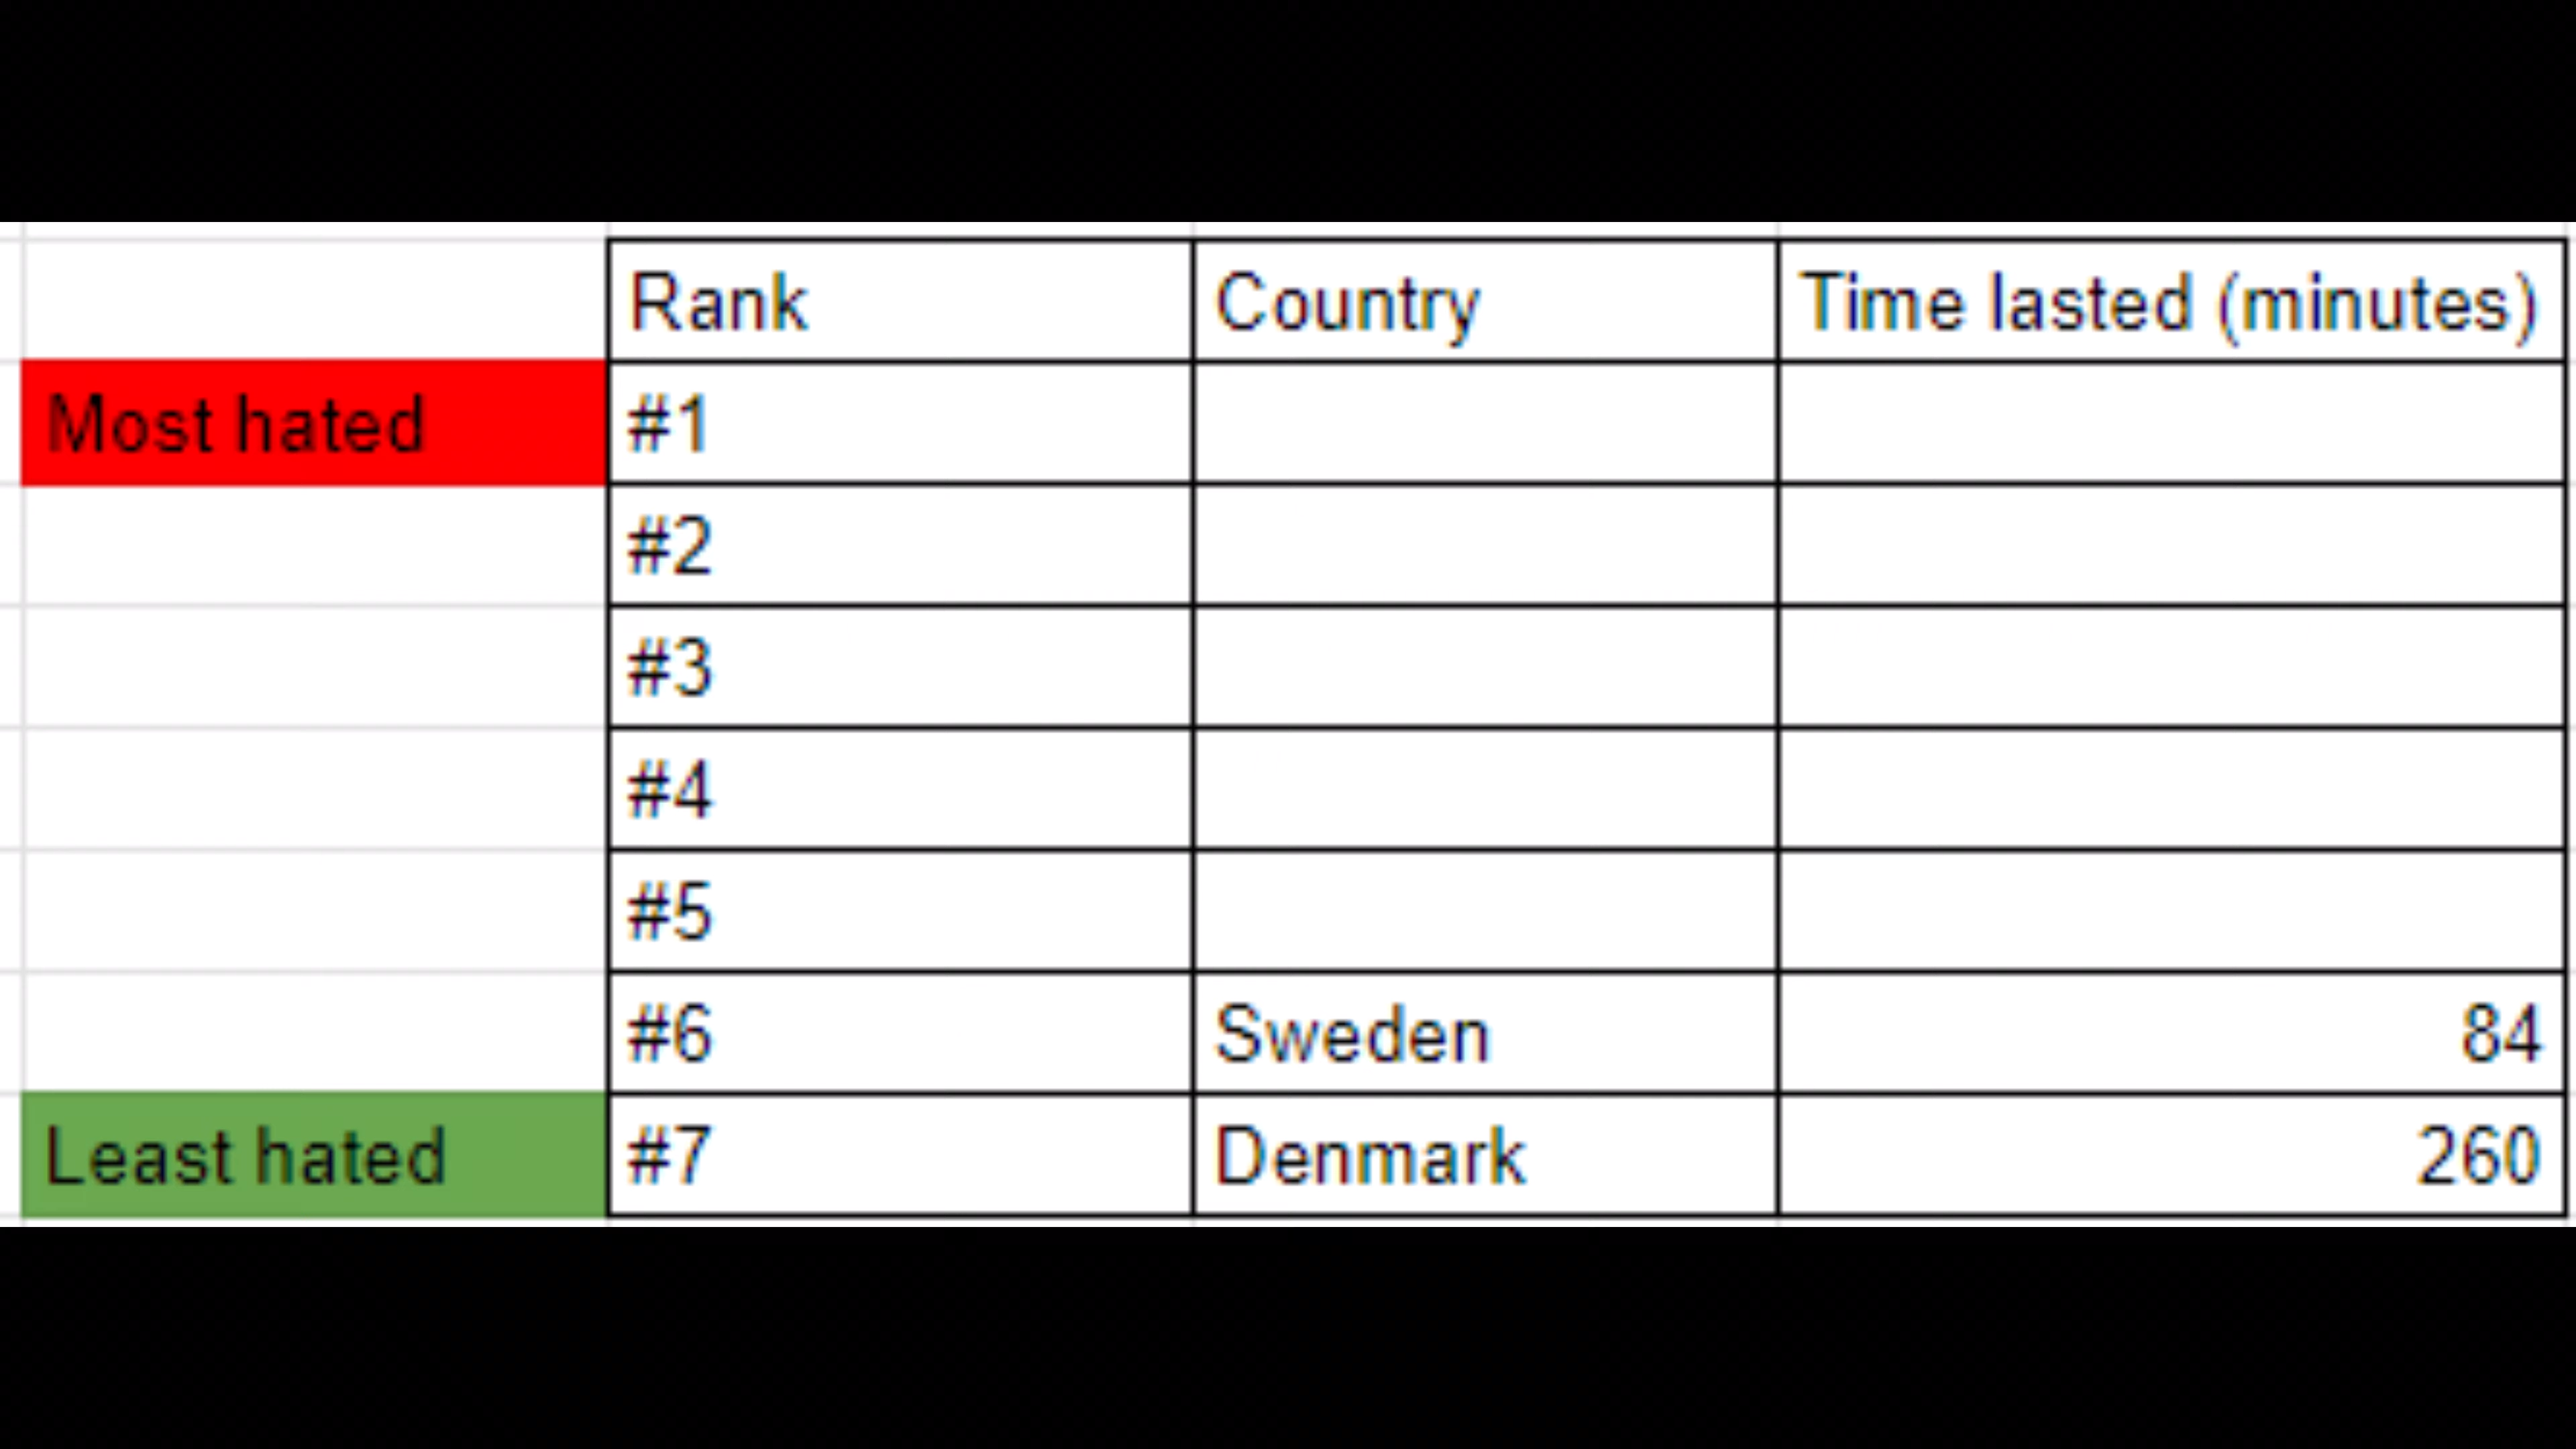 Rank Country Time lasted (minutes)
Most hated #1
#2
#3
#4
#5
#6 Sweden 84
Least hated #7 Denmark 260